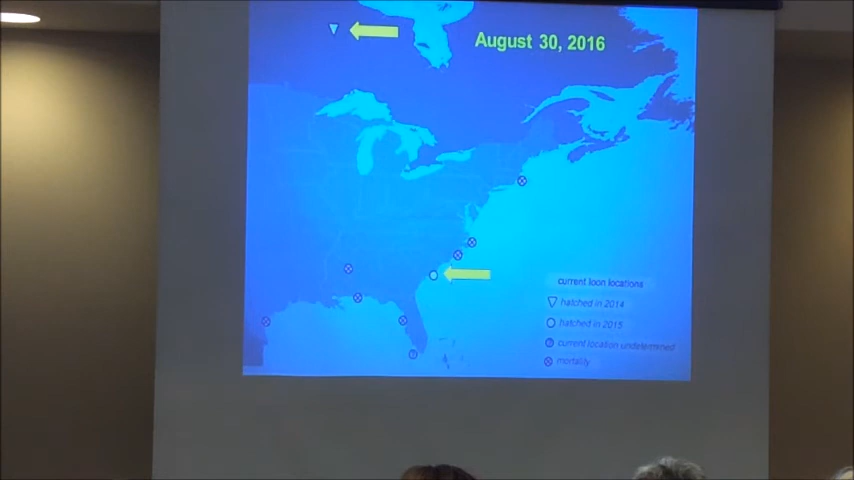 August 30, 2016
current loon locations
hatched in 2014
hatched in 2015
current location undetermined
mortality